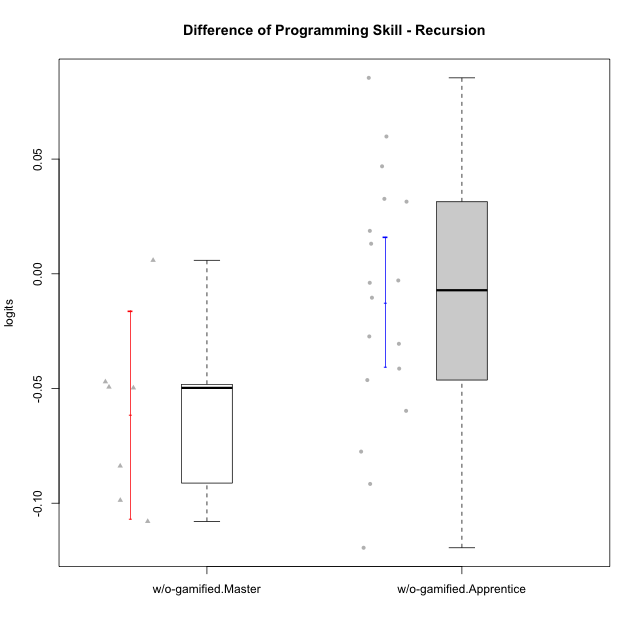 Difference of Programming Skill - Recursion
logits
0.05
0.00
-0.05
-0.10
w/o-gamified.Master
w/o-gamified.Apprentice